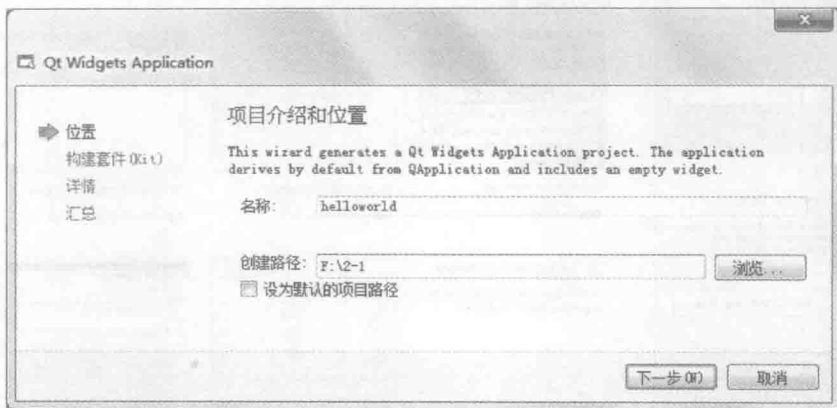 Qt Widgets Application
位置
构建套件(Kit)
详情
汇总
项目介绍和位置
This wizard generates a Qt Widgets Application project. The application
derives by default from QApplication and includes an empty widget.
名称: helloworld
创建路径: F:\2-1 浏览...
设为默认的项目路径
下一步(N) 取消